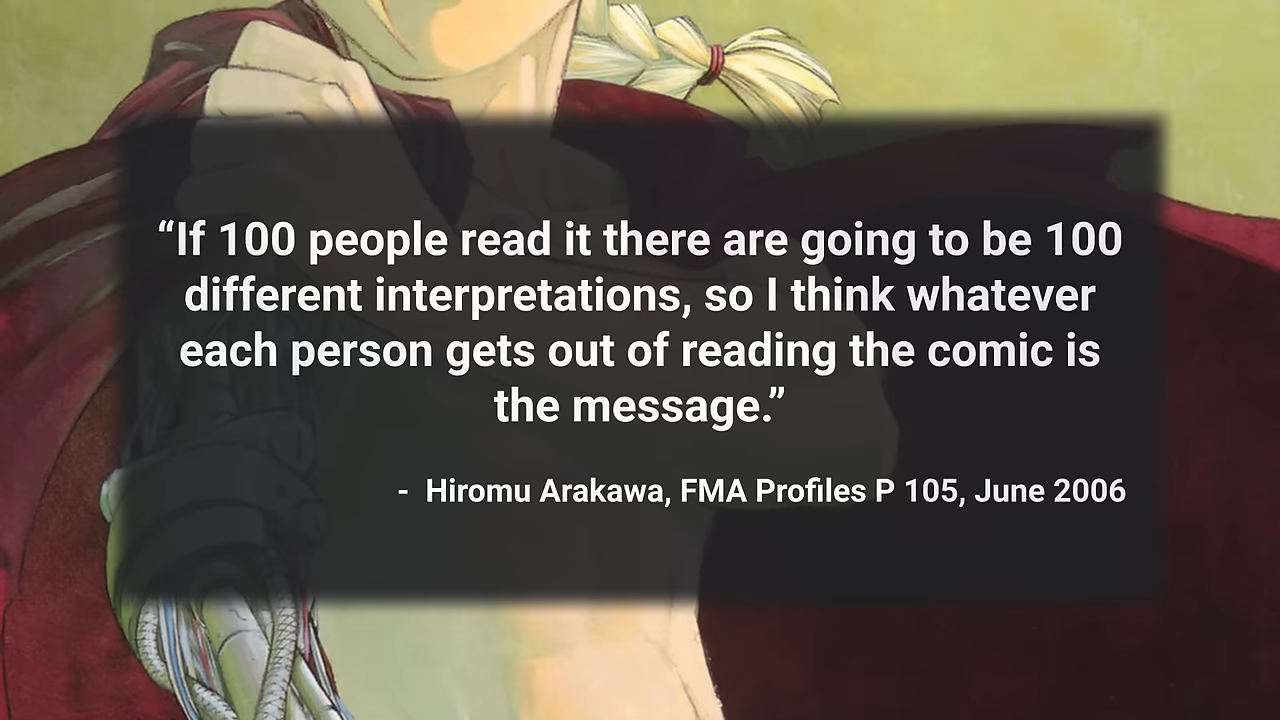 “If 100 people read it there are going to be 100
different interpretations, so I think whatever
each person gets out of reading the comic is
the message.”
- Hiromu Arakawa, FMA Profiles P 105, June 2006